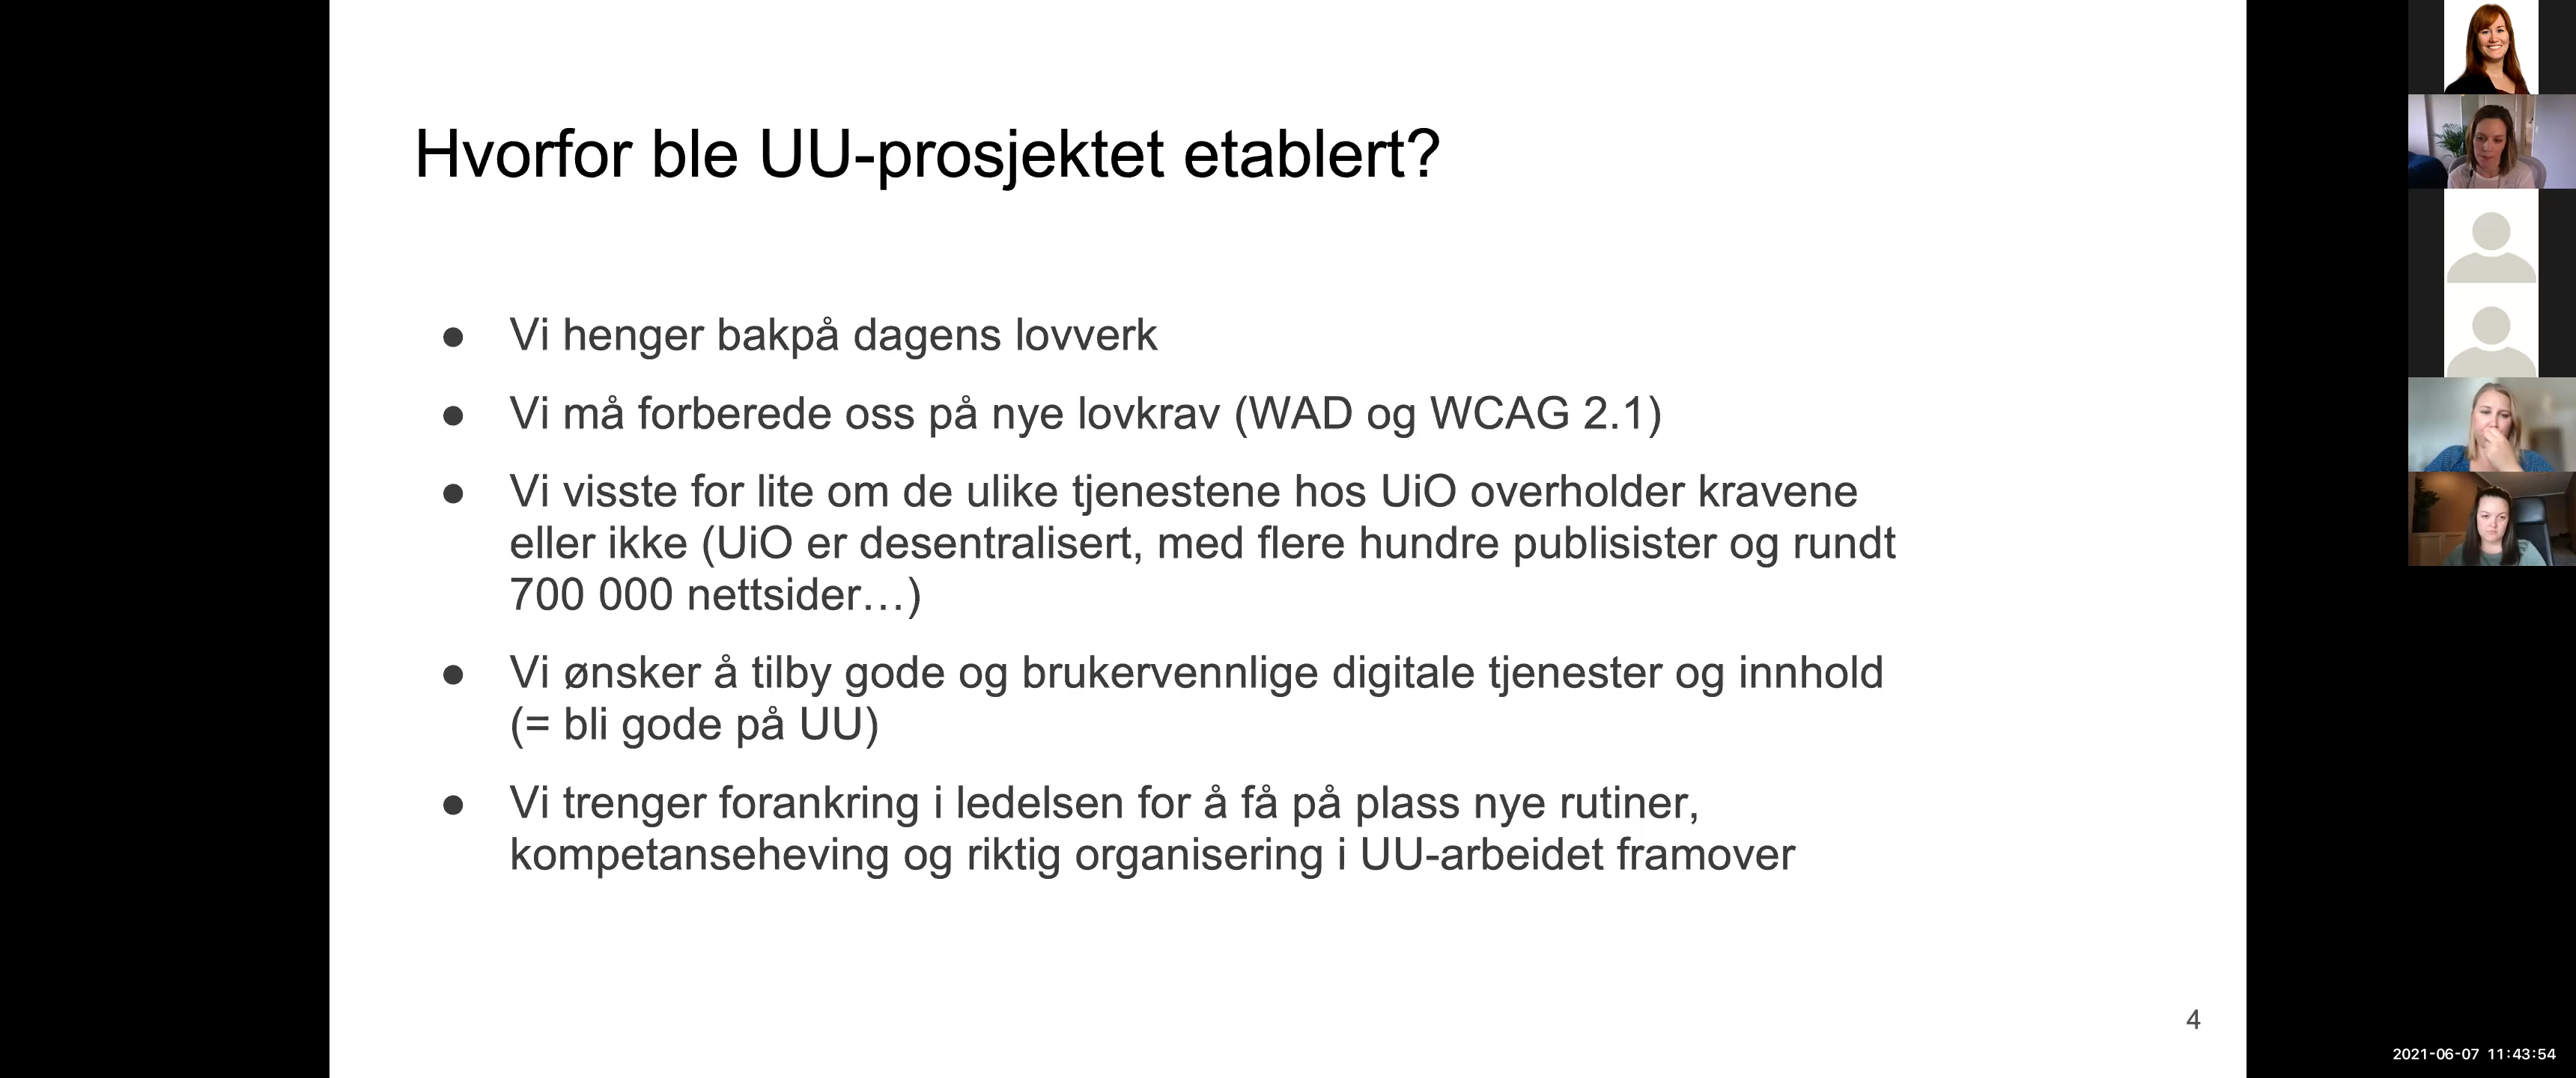 Hvorfor ble UU-prosjektet etablert?
● Vi henger bakpå dagens lovverk
● Vi må forberede oss på nye lovkrav (WAD og WCAG 2.1)
● Vi visste for lite om de ulike tjenestene hos UiO overholder kravene
eller ikke (UiO er desentralisert, med flere hundre publisister og rundt
700 000 nettsider…)
● Vi ønsker å tilby gode og brukervennlige digitale tjenester og innhold
(= bli gode på UU)
● Vi trenger forankring i ledelsen for å få på plass nye rutiner,
kompetanseheving og riktig organisering i UU-arbeidet framover
4
2021-06-07 11:43:54